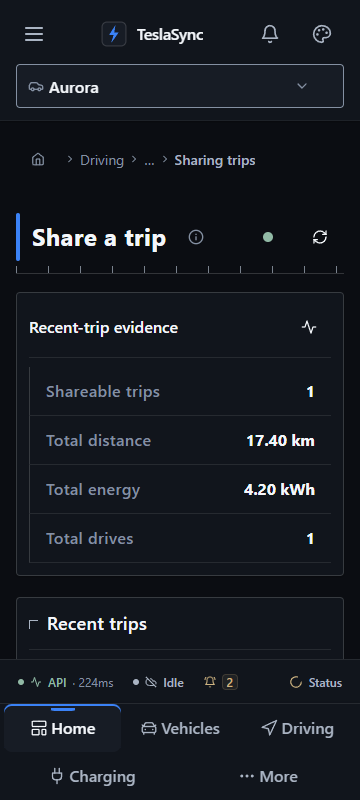 TeslaSync
Aurora
Driving ... Sharing trips
Share a trip
Recent-trip evidence
Shareable trips 1
Total distance 17.40 km
Total energy 4.20 kWh
Total drives 1
Recent trips
API · 224ms Idle 2 Status
Home Vehicles Driving
Charging More